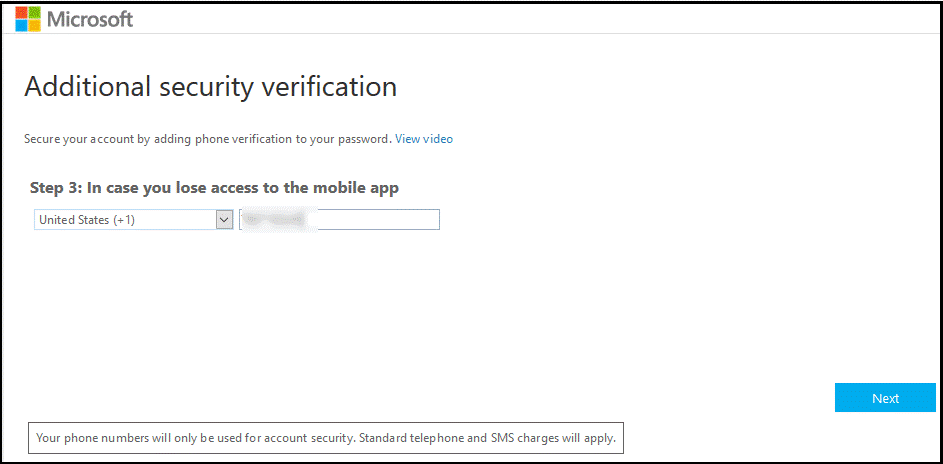 Microsoft
Additional security verification
Secure your account by adding phone verification to your password. View video
Step 3: In case you lose access to the mobile app
United States (+1)
Next
Your phone numbers will only be used for account security. Standard telephone and SMS charges will apply.